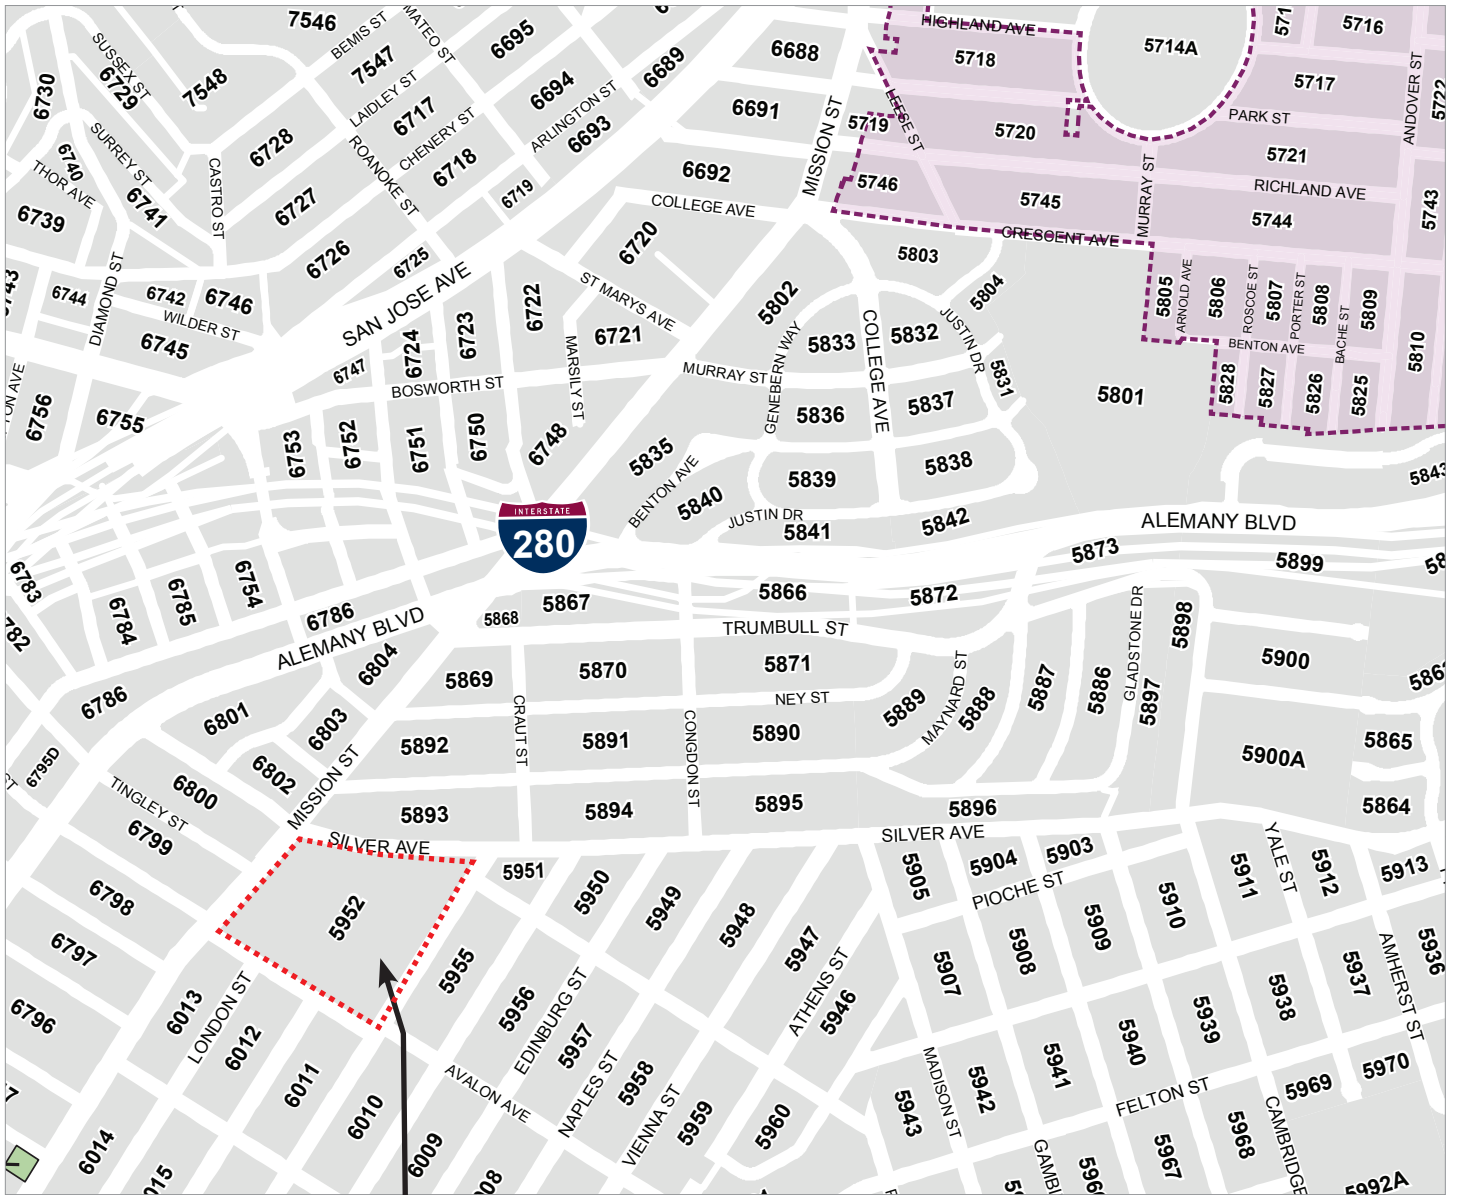 7546
BEMIS ST
MATEO ST
6695
6688
HIGHLAND AVE
5718
5714A
571
5716
SUSSEX ST
6729
6730
7548
7547
LAIDLEY ST
6717
6694
6689
5717
ANDOVER ST
5722
6691
MISSION ST
5719
LEESE ST
5720
PARK ST
CHENERY ST
ARLINGTON ST
6693
6728
SURREY ST
6740
THOR AVE
6741
CASTRO ST
ROANOKE ST
6718
6719
6692
5746
5721
RICHLAND AVE
5745
MURRAY ST
5744
5743
6739
6727
COLLEGE AVE
CRESCENT AVE
6726
6725
6720
5803
6744
6742
6746
DIAMOND ST
WILDER ST
6745
SAN JOSE AVE
ST MARYS AVE
5802
5804
5805
ARNOLD AVE
5806
ROSCOE ST
5807
PORTER ST
5808
BACHE ST
5809
5810
6722
6721
6723
6724
6747
MARSILY ST
GENEBERN WAY
5833
COLLEGE AVE
5832
JUSTIN DR
5831
BENTON AVE
MURRAY ST
BOSWORTH ST
5801
5828
5827
5826
5825
ON AVE
6756
6755
5836
5837
6753
6752
6751
6750
6748
5835
BENTON AVE
5840
5839
5838
5843
JUSTIN DR
5841
5842
INTERSTATE
280
ALEMANY BLVD
5873
5899
58
6783
6784
6785
6754
6786
5868
5867
5866
5872
782
ALEMANY BLVD
6804
TRUMBULL ST
GLADSTONE DR
5898
5900
5869
5870
5871
MAYNARD ST
5889
5888
5887
5886
5897
586
6786
6801
6803
CRAUT ST
CONGDON ST
NEY ST
5892
5891
5890
5900A
5865
ST
6795D
6802
MISSION ST
6800
TINGLEY ST
6799
5893
5894
5895
5896
5864
SILVER AVE
SILVER AVE
5951
5905
5904
5903
PIOCHE ST
5911
YALE ST
5912
5913
6798
5952
5950
5949
5948
5947
5910
5909
5908
6797
5955
5907
5937
AMHERST ST
5936
6796
6013
LONDON ST
6012
5956
EDINBURG ST
5957
ATHENS ST
5946
5940
5939
5938
6011
AVALON AVE
NAPLES ST
5958
VIENNA ST
5959
5960
5943
MADISON ST
5942
5941
FELTON ST
5969
5970
7
6014
6010
6009
GAMBI
5967
5968
CAMBRIDGE
015
08
596
5992A